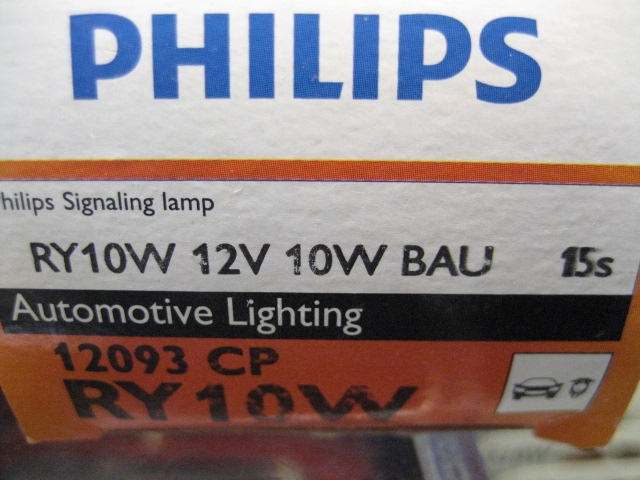 PHILIPS
hilips Signaling lamp
RY10W 12V 10W BAU 15s
Automotive Lighting
12093 CP
RY10W